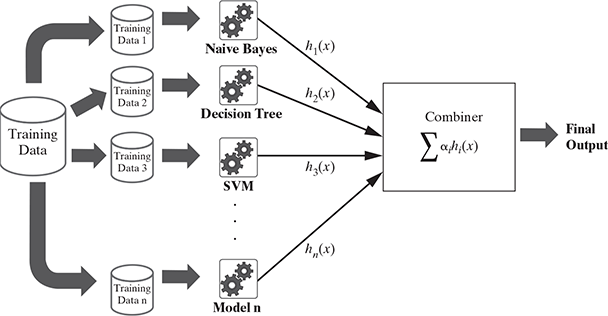 Training
Data
Training
Data 1
Naive Bayes
h₁(x)
Training
Data 2
Decision Tree
h₂(x)
Training
Data 3
SVM
h₃(x)
Training
Data n
Model n
hₙ(x)
Combiner
∑ αᵢhᵢ(x)
Final
Output